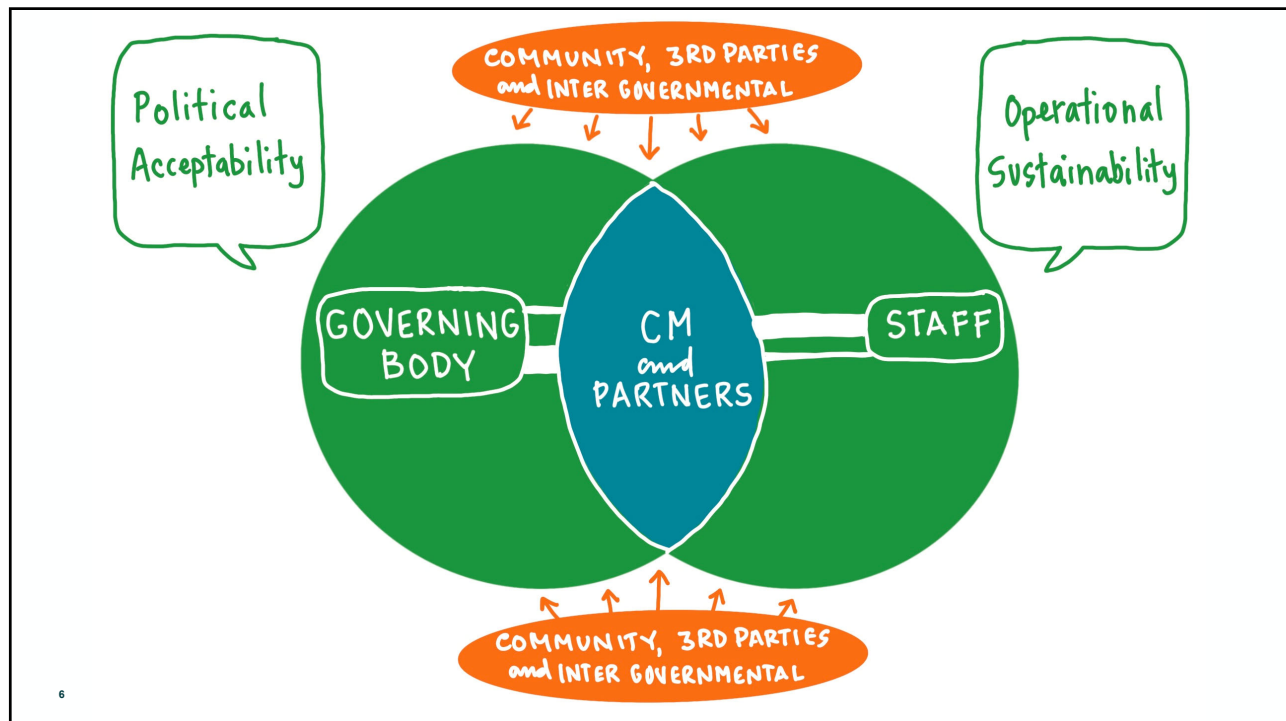 COMMUNITY, 3RD PARTIES
and INTER GOVERNMENTAL
Political
Acceptability
Operational
Sustainability
GOVERNING
BODY
CM
and
PARTNERS
STAFF
COMMUNITY, 3RD PARTIES
and INTER GOVERNMENTAL
6